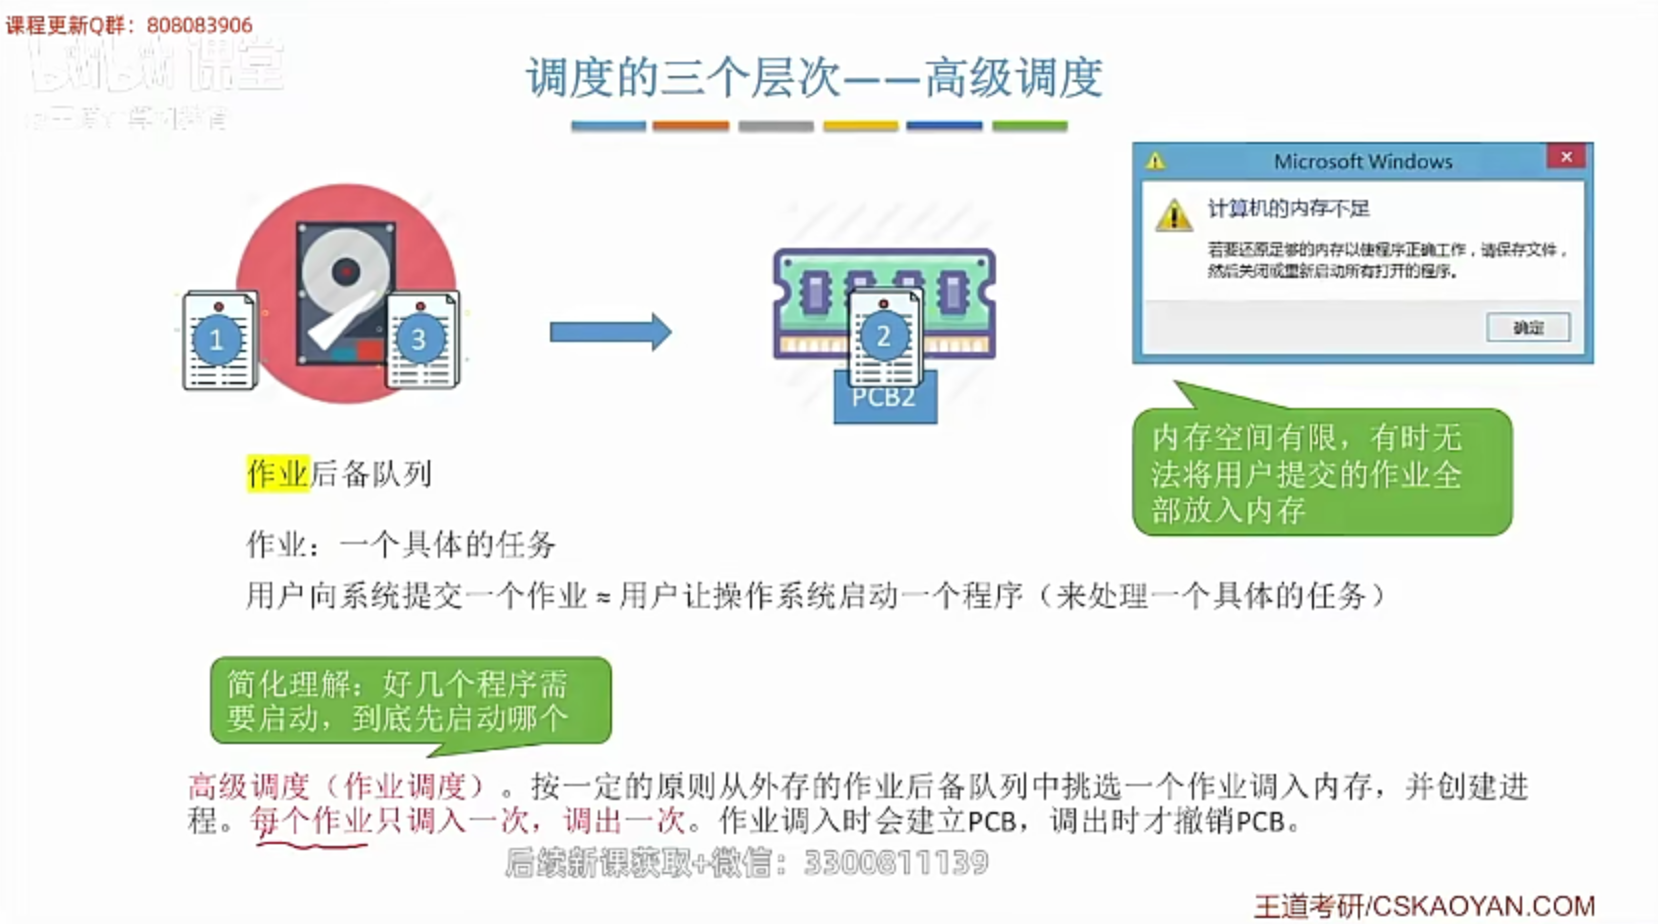 课程更新Q群：808083906
课堂
调度的三个层次——高级调度
Microsoft Windows
计算机的内存不足
若要还原足够的内存以使程序正确工作，请保存文件，
然后关闭或重新启动所有打开的程序。
确定
1
3
2
PCB2
内存空间有限，有时无
法将用户提交的作业全
部放入内存
作业后备队列
作业：一个具体的任务
用户向系统提交一个作业 ≈ 用户让操作系统启动一个程序（来处理一个具体的任务）
简化理解：好几个程序需
要启动，到底先启动哪个
高级调度（作业调度）。按一定的原则从外存的作业后备队列中挑选一个作业调入内存，并创建进
程。每个作业只调入一次，调出一次。作业调入时会建立PCB，调出时才撤销PCB。
后续新课获取+微信：3300811139
王道考研/CSKAOYAN.COM